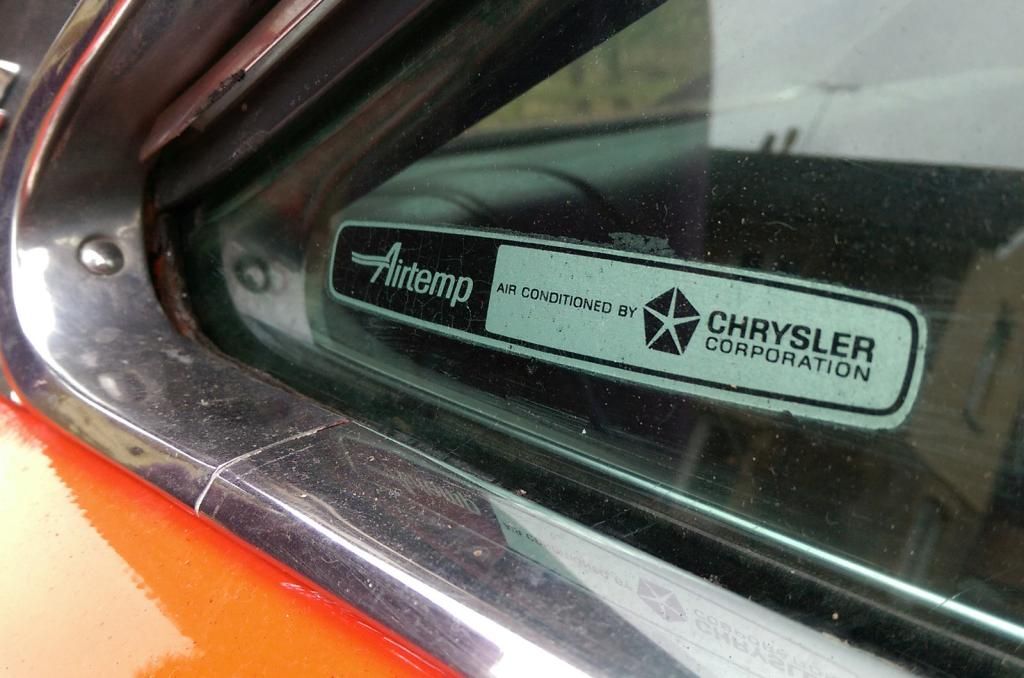 Airtemp
AIR CONDITIONED BY
CHRYSLER
CORPORATION